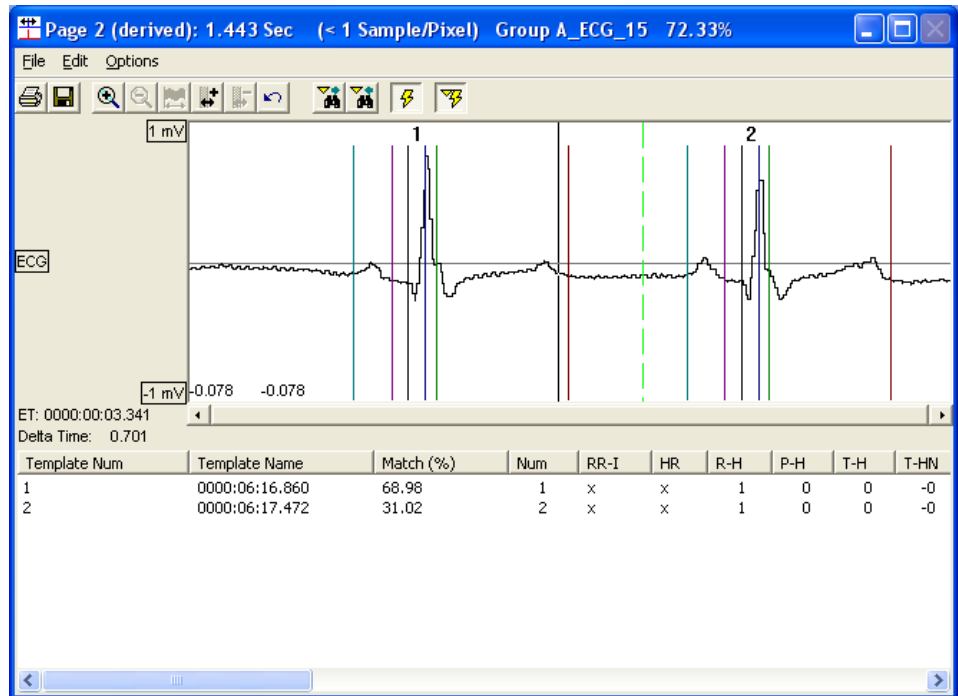 Page 2 (derived): 1.443 Sec (< 1 Sample/Pixel) Group A_ECG_15 72.33%
File Edit Options
1 mV 1 2
ECG
-1 mV -0.078 -0.078
ET: 0000:00:03.341
Delta Time: 0.701
Template Num Template Name Match (%) Num RR-I HR R-H P-H T-H T-HN
1 0000:06:16.860 68.98 1 x x 1 0 0 -0
2 0000:06:17.472 31.02 2 x x 1 0 0 -0